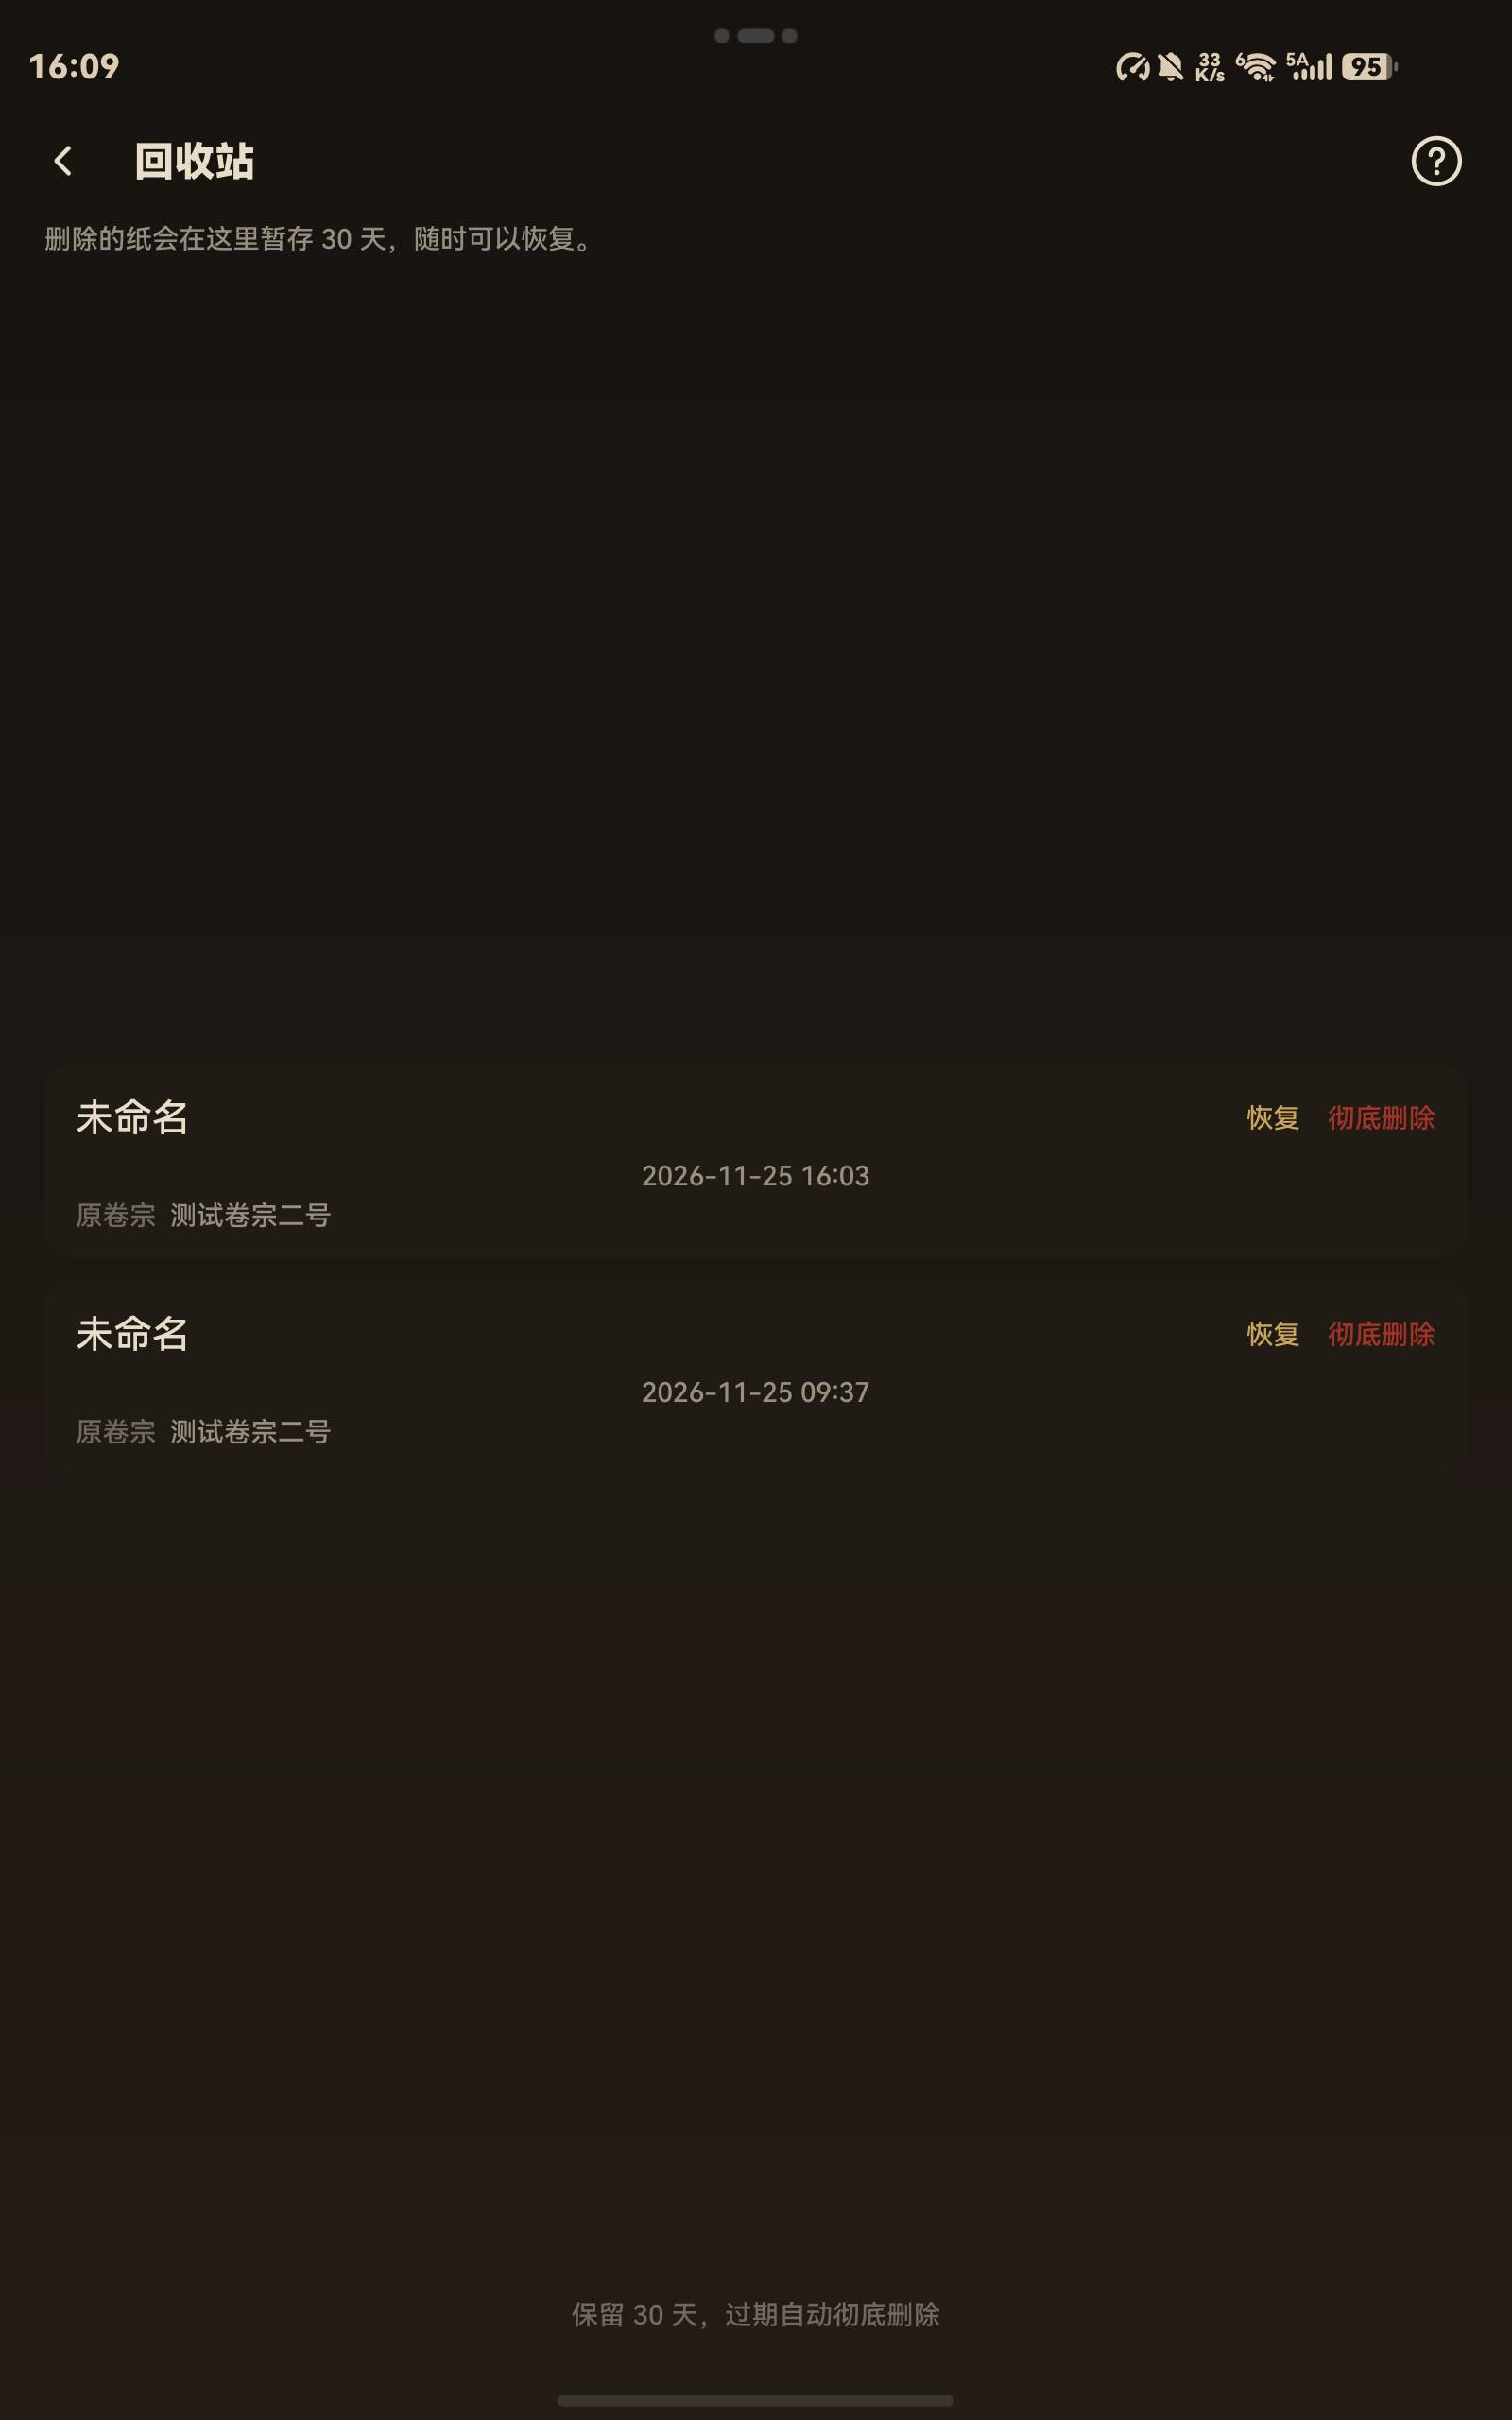 16:09
33
K/s
6
5A
95
回收站
删除的纸会在这里暂存 30 天，随时可以恢复。
未命名 恢复 彻底删除
2026-11-25 16:03
原卷宗 测试卷宗二号
未命名 恢复 彻底删除
2026-11-25 09:37
原卷宗 测试卷宗二号
保留 30 天，过期自动彻底删除